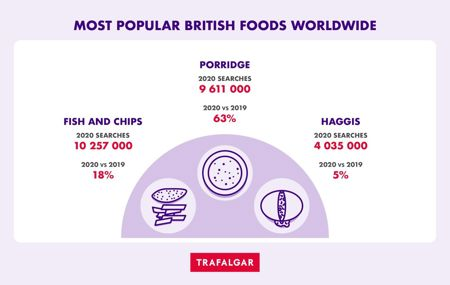 MOST POPULAR BRITISH FOODS WORLDWIDE
PORRIDGE
2020 SEARCHES
9 611 000
2020 vs 2019
63%
FISH AND CHIPS
2020 SEARCHES
10 257 000
2020 vs 2019
18%
HAGGIS
2020 SEARCHES
4 035 000
2020 vs 2019
5%
TRAFALGAR